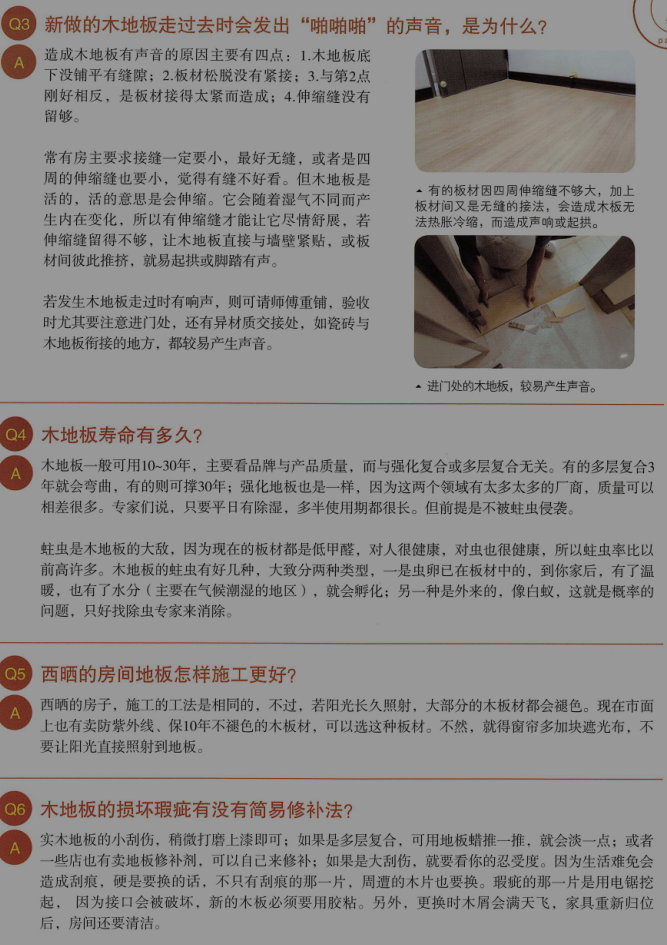 Q3 新做的木地板走过去时会发出“啪啪啪”的声音，是为什么？
A 造成木地板有声音的原因主要有四点：1.木地板底
下没铺平有缝隙；2.板材松脱没有紧接；3.与第2点
刚好相反，是板材接得太紧而造成；4.伸缩缝没有
留够。
常有房主要求接缝一定要小，最好无缝，或者是四
周的伸缩缝也要小，觉得有缝不好看。但木地板是
活的，活的意思是会伸缩。它会随着湿气不同而产
生内在变化，所以有伸缩缝才能让它尽情舒展，若
伸缩缝留得不够，让木地板直接与墙壁紧贴，或板
材间彼此推挤，就易起拱或脚踏有声。
若发生木地板走过时有响声，则可请师傅重铺，验收
时尤其要注意进门处，还有异材质交接处，如瓷砖与
木地板衔接的地方，都较易产生声音。
有的板材因四周伸缩缝不够大，加上
板材间又是无缝的接法，会造成木板无
法热胀冷缩，而造成声响或起拱。
进门处的木地板，较易产生声音。
Q4 木地板寿命有多久？
A 木地板一般可用10~30年，主要看品牌与产品质量，而与强化复合或多层复合无关。有的多层复合3
年就会弯曲，有的则可撑30年；强化地板也是一样，因为这两个领域有太多太多的厂商，质量可以
相差很多。专家们说，只要平日有除湿，多半使用期都很长。但前提是不被蛀虫侵袭。
蛀虫是木地板的大敌，因为现在的板材都是低甲醛，对人很健康，对虫也很健康，所以蛀虫率比以
前高许多。木地板的蛀虫有好几种，大致分两种类型，一是虫卵已在板材中的，到你家后，有了温
暖，也有了水分（主要在气候潮湿的地区），就会孵化；另一种是外来的，像白蚁，这就是概率的
问题，只好找除虫专家来消除。
Q5 西晒的房间地板怎样施工更好？
A 西晒的房子，施工的工法是相同的，不过，若阳光长久照射，大部分的木板材都会褪色。现在市面
上也有卖防紫外线、保10年不褪色的木板材，可以选这种板材。不然，就得窗帘多加块遮光布，不
要让阳光直接照射到地板。
Q6 木地板的损坏瑕疵有没有简易修补法？
A 实木地板的小刮伤，稍微打磨上漆即可；如果是多层复合，可用地板蜡推一推，就会淡一点；或者
一些店也有卖地板修补剂，可以自己来修补；如果是大刮伤，就要看你的忍受度。因为生活难免会
造成刮痕，硬是要换的话，不只有刮痕的那一片，周遭的木片也要换。瑕疵的那一片是用电锯挖
起， 因为接口会被破坏，新的木板必须要用胶粘。另外，更换时木屑会满天飞，家具重新归位
后，房间还要清洁。